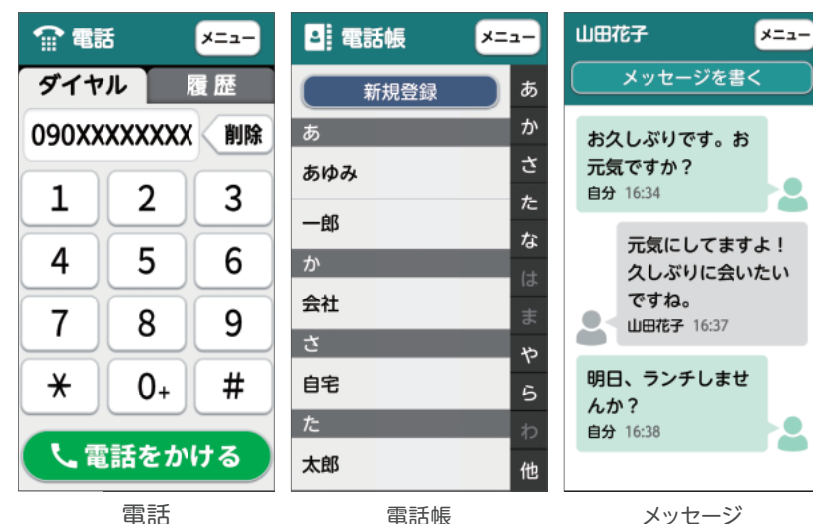 電話
メニュー
ダイヤル
履歴
090XXXXXXXXX
削除
1 2 3
4 5 6
7 8 9
* 0+ #
電話をかける
電話
電話帳
メニュー
新規登録
あ
あゆみ
一郎
か
会社
さ
自宅
た
太郎
あ
か
さ
た
な
は
ま
や
ら
わ
他
電話帳
山田花子
メニュー
メッセージを書く
お久しぶりです。お
元気ですか？
自分 16:34
元気にしてますよ！
久しぶりに会いたい
ですね。
山田花子 16:37
明日、ランチしませ
んか？
自分 16:38
メッセージ